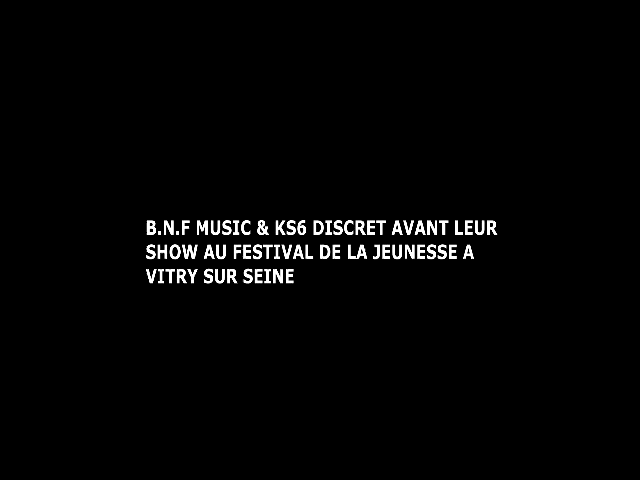 B.N.F MUSIC & KS6 DISCRET AVANT LEUR
SHOW AU FESTIVAL DE LA JEUNESSE A
VITRY SUR SEINE